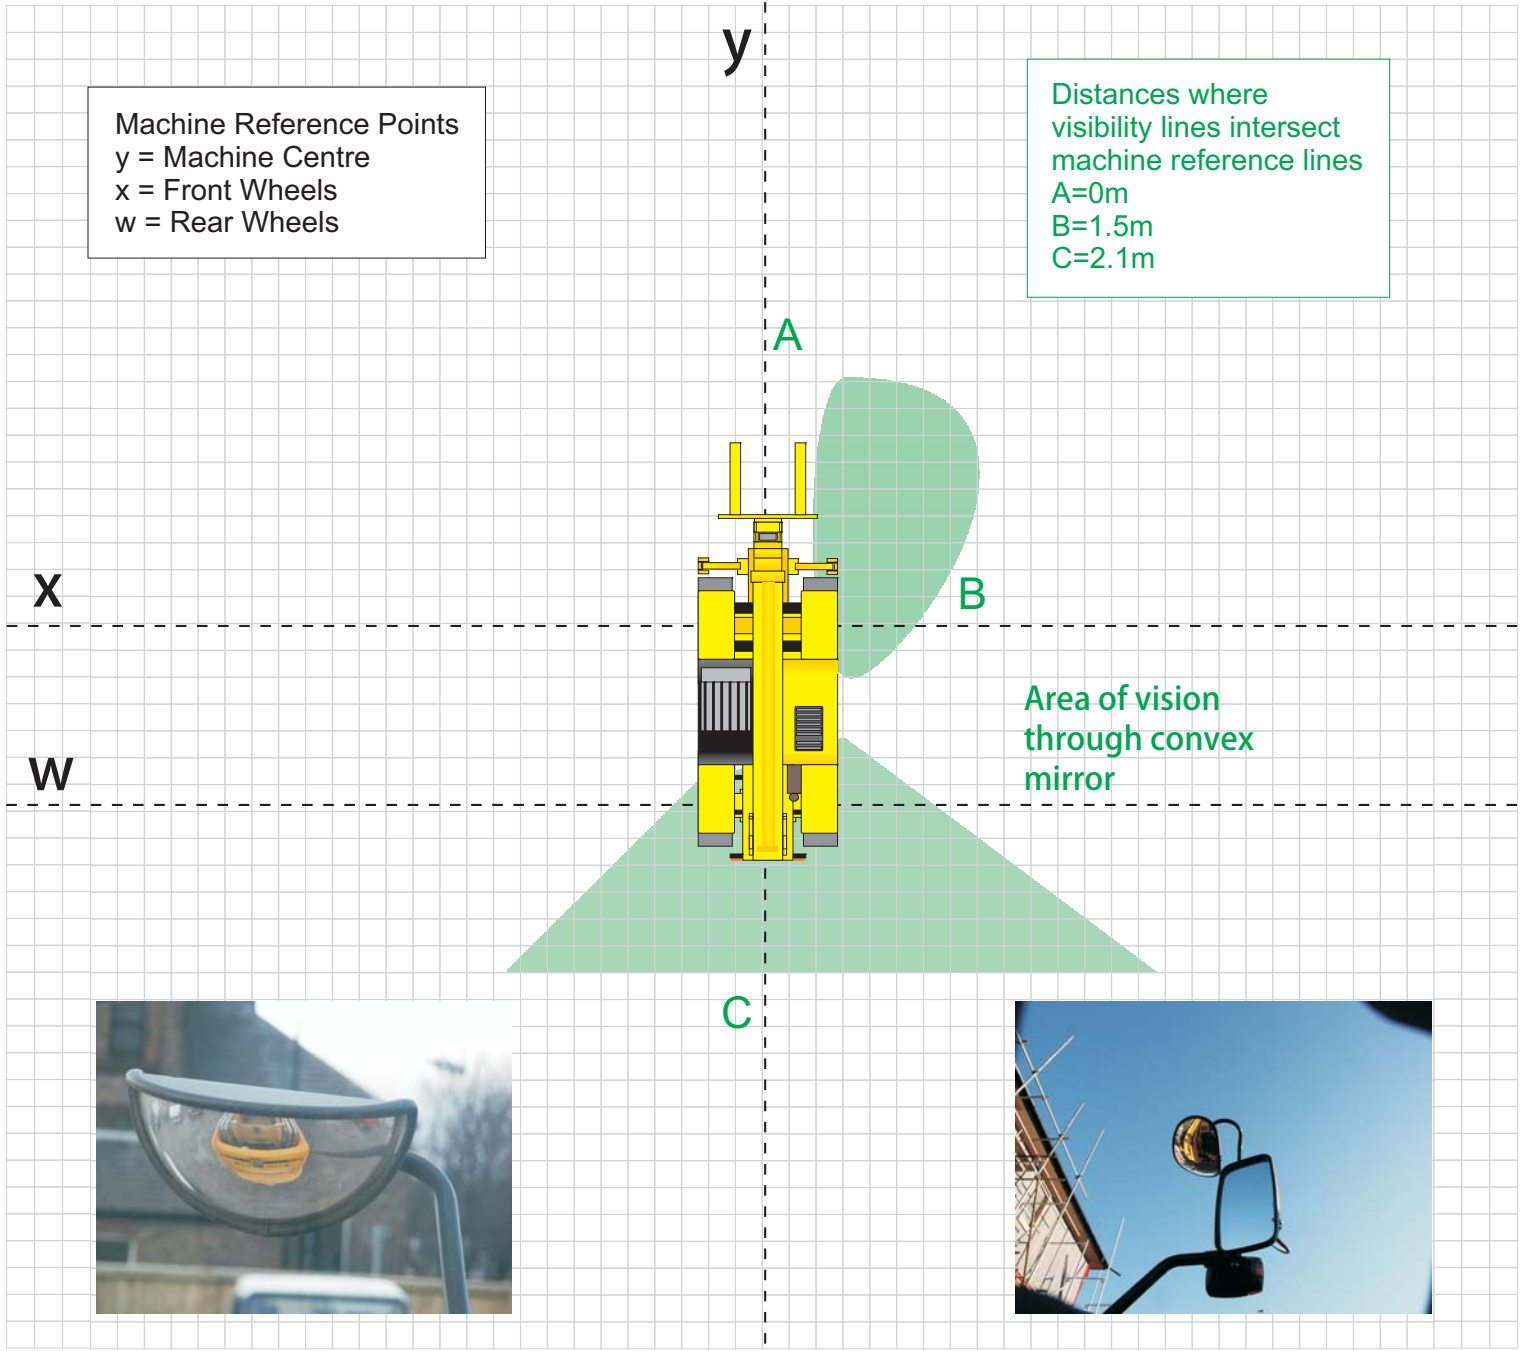 y
Machine Reference Points
y = Machine Centre
x = Front Wheels
w = Rear Wheels
Distances where
visibility lines intersect
machine reference lines
A=0m
B=1.5m
C=2.1m
A
x
B
Area of vision
through convex
mirror
w
C